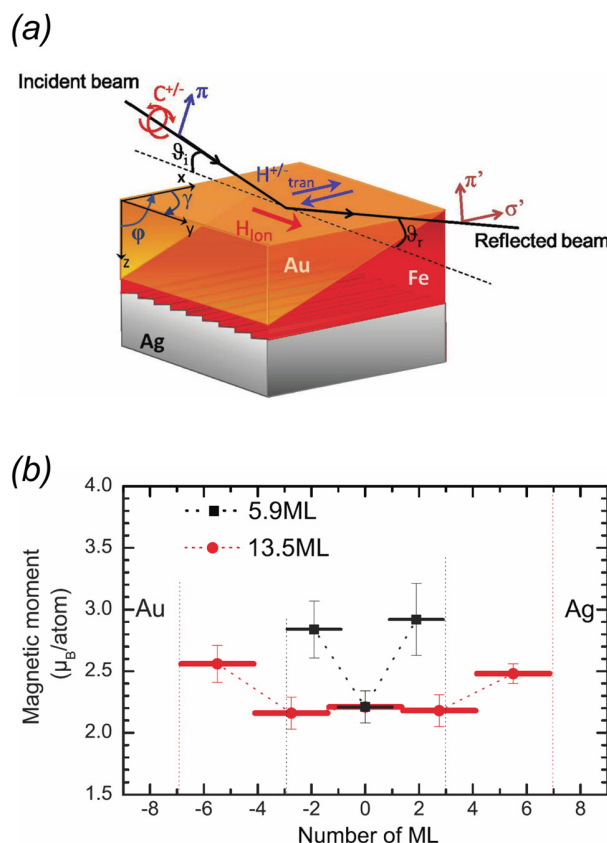 (a)
Incident beam
C+/-
π
ϑi
H+/- tran
π'
σ'
x
γ
y
φ
z
Hlon
ϑr
Reflected beam
Au
Fe
Ag
(b)
4.0
5.9ML
3.5
13.5ML
Au
Ag
3.0
2.5
2.0
1.5
Magnetic moment
(μB/atom)
-8 -6 -4 -2 0 2 4 6 8
Number of ML